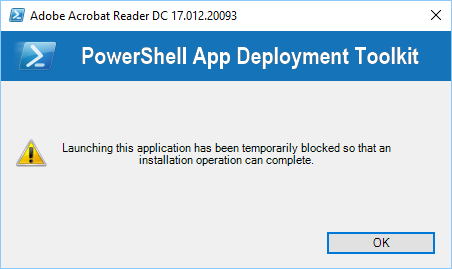 Adobe Acrobat Reader DC 17.012.20093
PowerShell App Deployment Toolkit
Launching this application has been temporarily blocked so that an
installation operation can complete.
OK